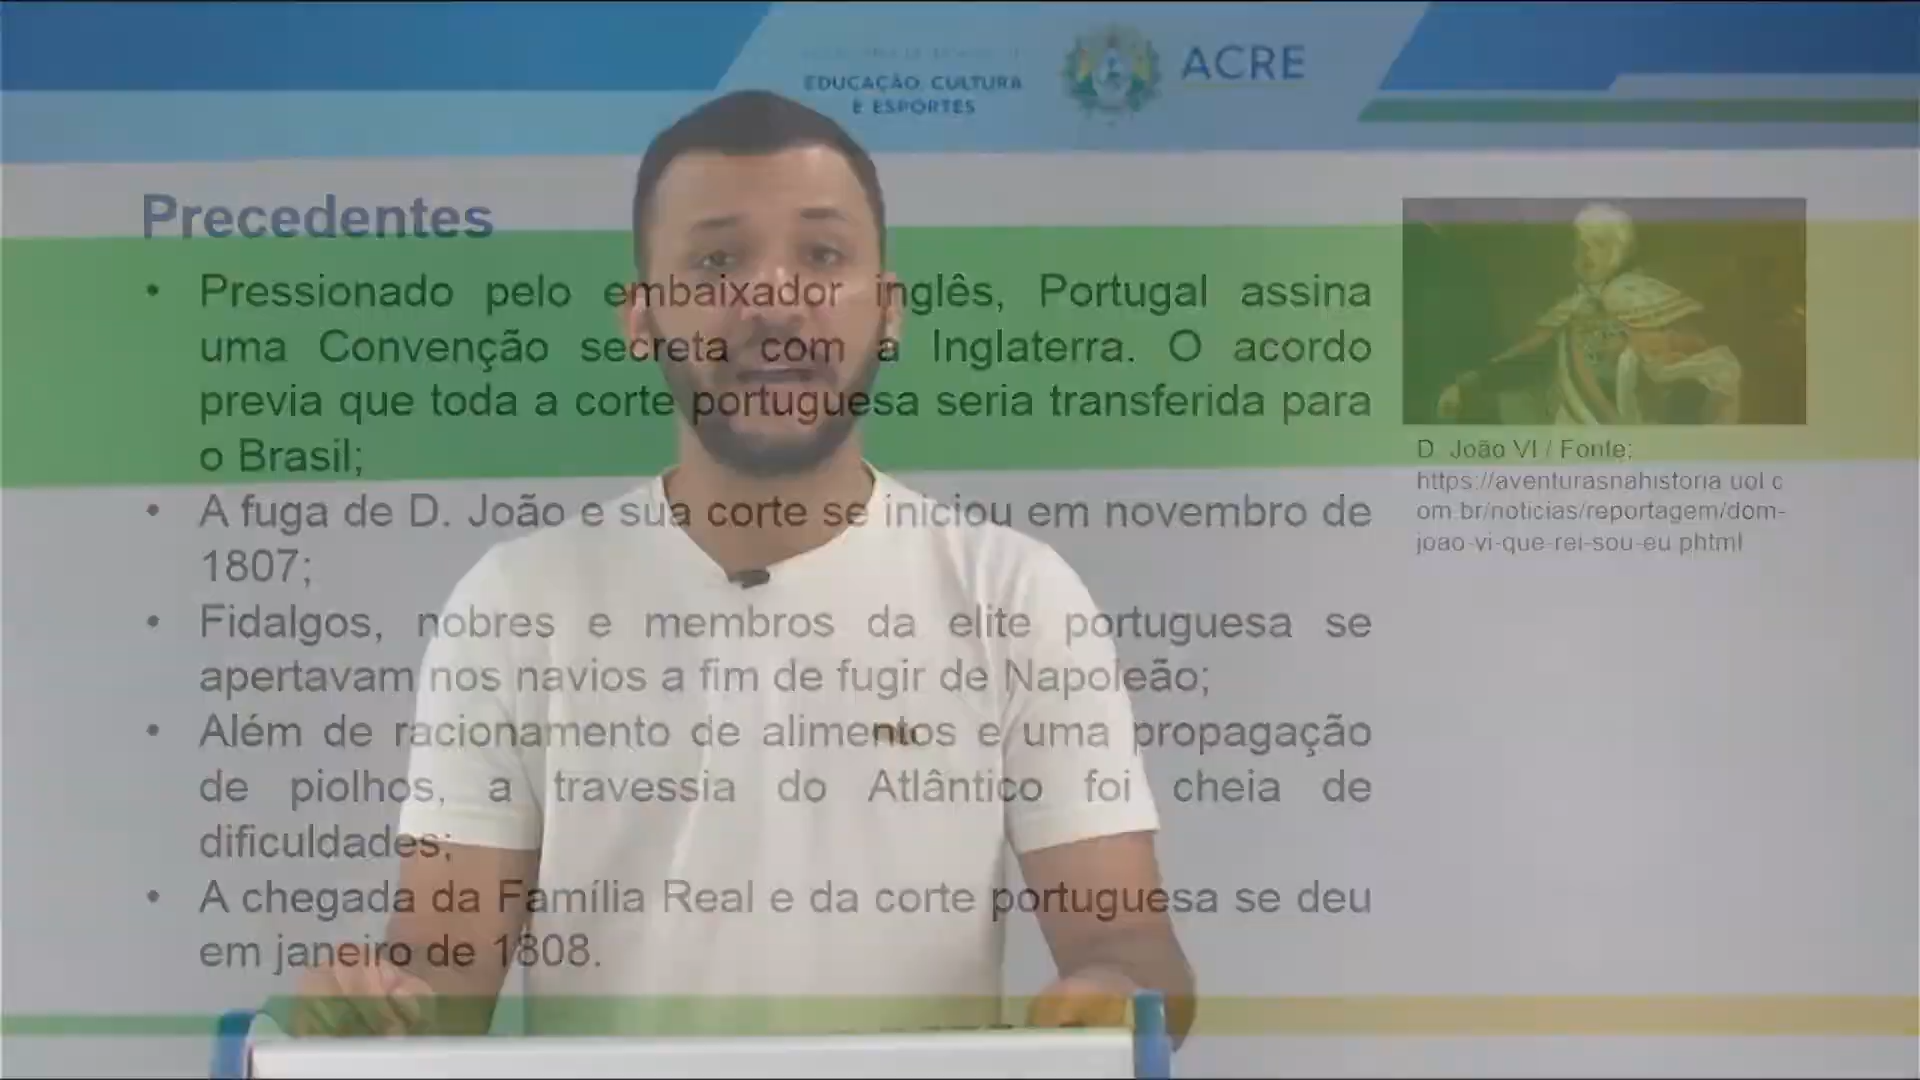 EDUCAÇÃO, CULTURA
E ESPORTES
ACRE
Precedentes
• Pressionado pelo embaixador inglês, Portugal assina
uma Convenção secreta com a Inglaterra. O acordo
previa que toda a corte portuguesa seria transferida para
o Brasil;
• A fuga de D. João e sua corte se iniciou em novembro de
1807;
• Fidalgos, nobres e membros da elite portuguesa se
apertavam nos navios a fim de fugir de Napoleão;
• Além de racionamento de alimentos e uma propagação
de piolhos, a travessia do Atlântico foi cheia de
dificuldades;
• A chegada da Família Real e da corte portuguesa se deu
em janeiro de 1808.
D. João VI / Fonte:
https://aventurasnahistoria.uol.c
om.br/noticias/reportagem/dom-
joao-vi-que-rei-sou-eu.phtml